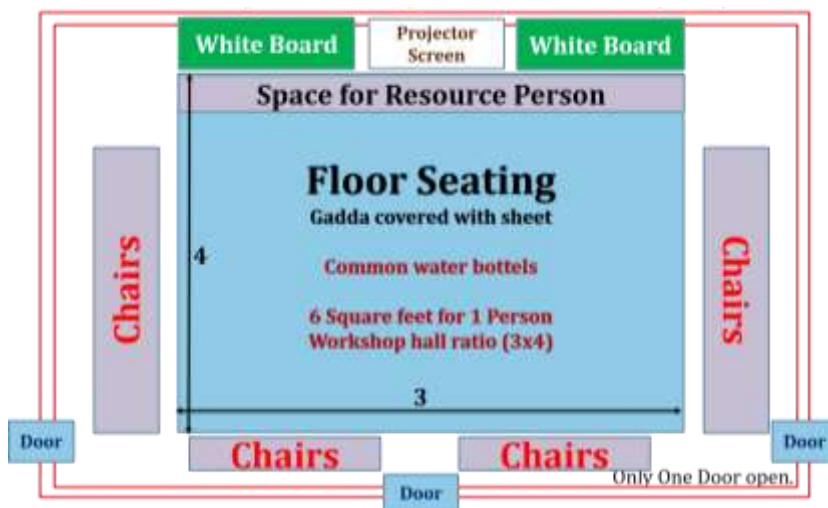 White Board
Projector
Screen
White Board
Space for Resource Person
Floor Seating
Gadda covered with sheet
4
Common water bottels
Chairs
Chairs
6 Square feet for 1 Person
Workshop hall ratio (3x4)
3
Door
Door
Chairs
Chairs
Only One Door open.
Door